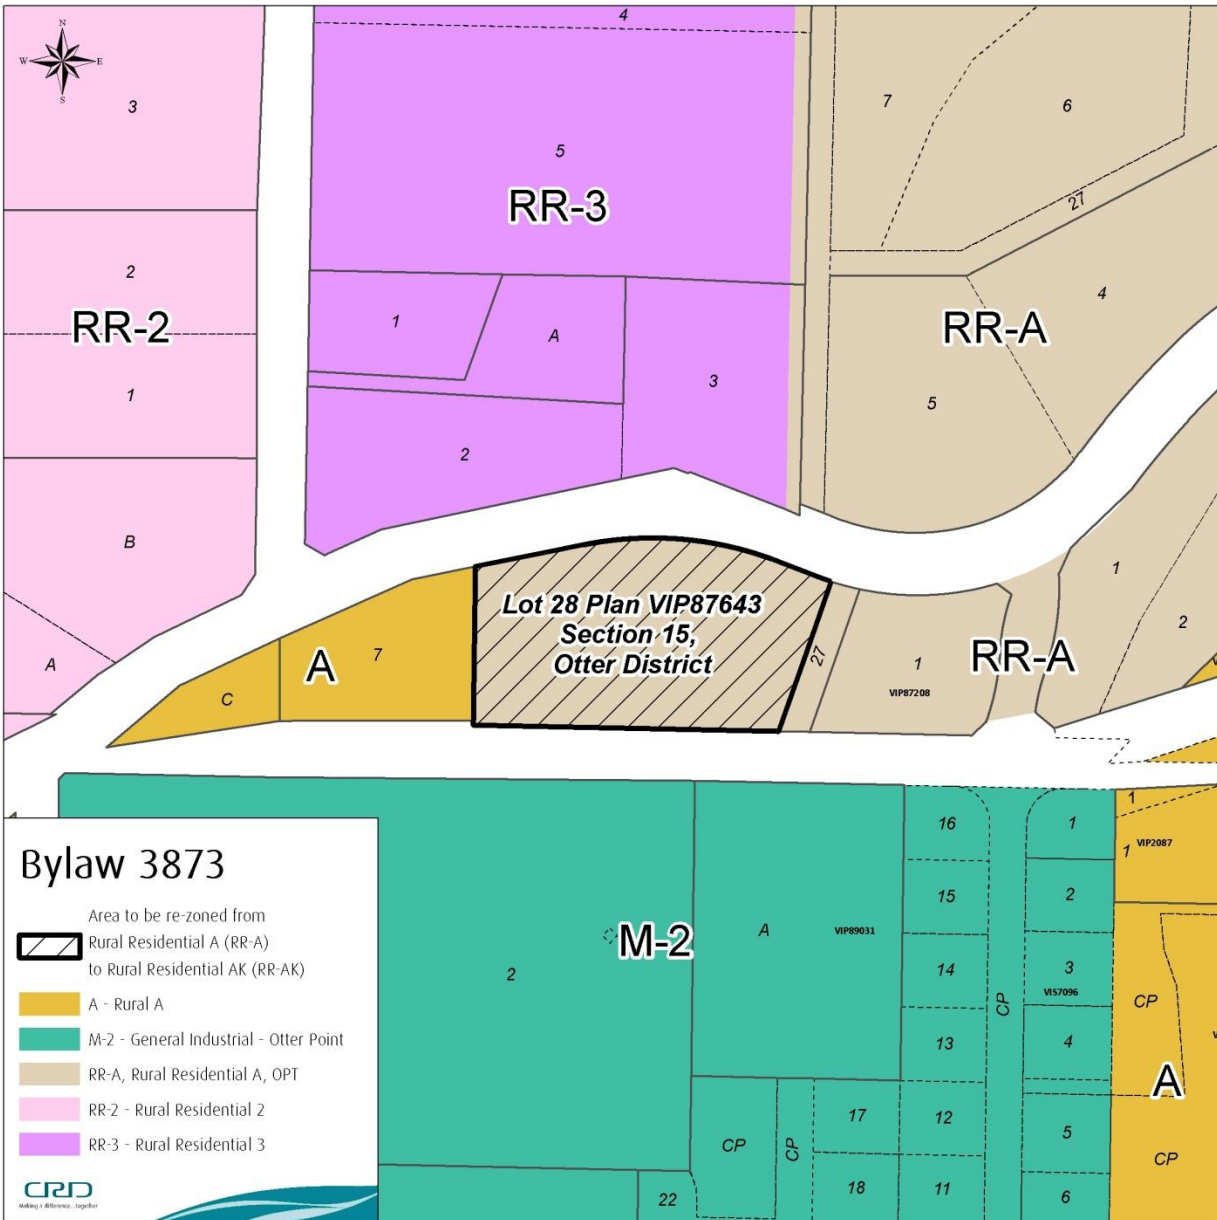 N
W
E
S
3
2
RR-2
1
B
A
4
5
RR-3
1
A
3
2
7
6
27
4
RR-A
5
1
2
Lot 28 Plan VIP87643
Section 15,
Otter District
27
1
VIP87208
RR-A
A
7
C
M-2
2
A
VIP89031
16
15
14
13
12
11
17
18
CP
CP
CP
22
1
2
3
VIS7096
4
5
6
1
1
VIP2087
CP
A
CP
Bylaw 3873
Area to be re-zoned from
Rural Residential A (RR-A)
to Rural Residential AK (RR-AK)
A - Rural A
M-2 - General Industrial - Otter Point
RR-A, Rural Residential A, OPT
RR-2 - Rural Residential 2
RR-3 - Rural Residential 3
CRD
Making a difference...together